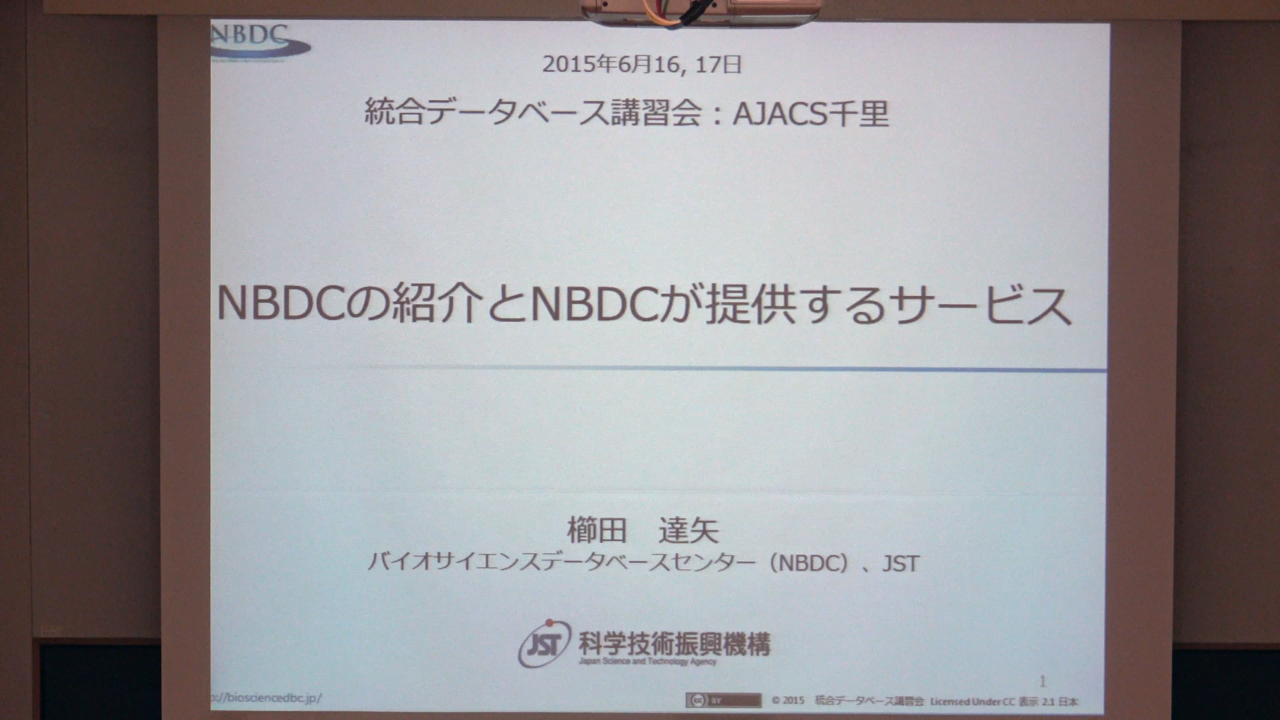 NBDC
2015年6月16, 17日
統合データベース講習会：AJACS千里
NBDCの紹介とNBDCが提供するサービス
櫛田　達矢
バイオサイエンスデータベースセンター（NBDC）、JST
JST 科学技術振興機構
Japan Science and Technology Agency
1
://biosciencedbc.jp/
cc BY © 2015 統合データベース講習会 Licensed Under CC 表示 2.1 日本